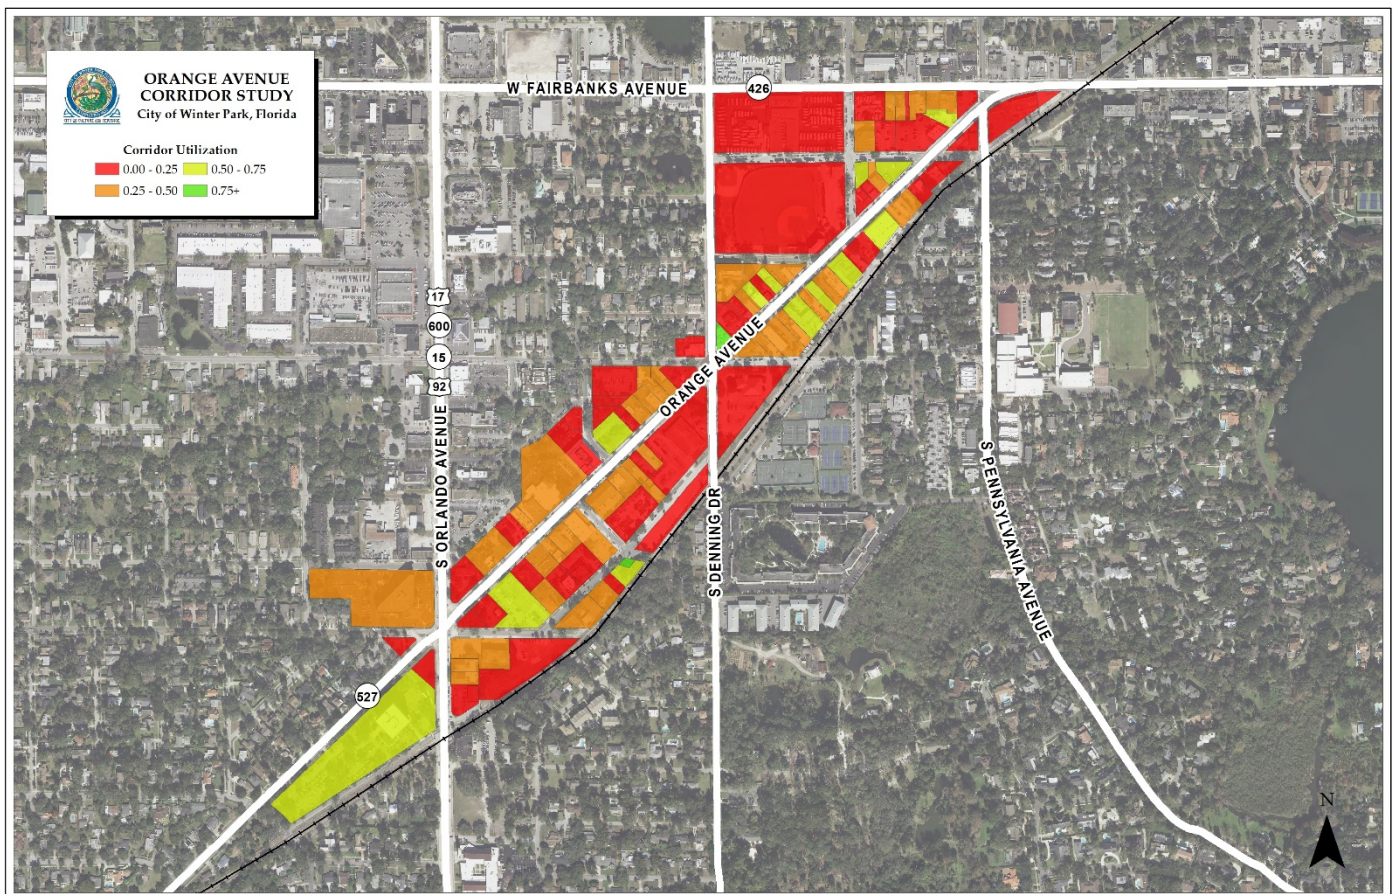 ORANGE AVENUE
CORRIDOR STUDY
City of Winter Park, Florida
Corridor Utilization
0.00 - 0.25
0.50 - 0.75
0.25 - 0.50
0.75+
W FAIRBANKS AVENUE
426
17
600
15
92
S ORLANDO AVENUE
ORANGE AVENUE
S DENNING DR
S PENNSYLVANIA AVENUE
527
N